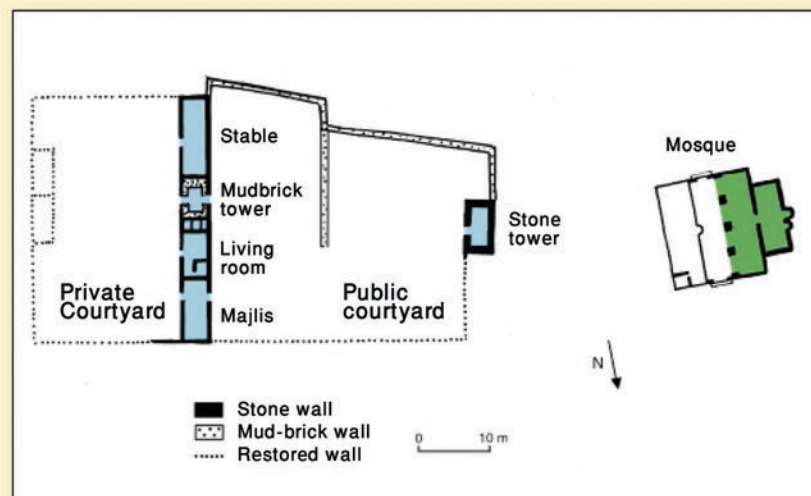 Stable
Mosque
Mudbrick
tower
Stone
tower
Living
room
Private
Courtyard
Public
courtyard
Majlis
N
Stone wall
Mud-brick wall
Restored wall
0 10 m